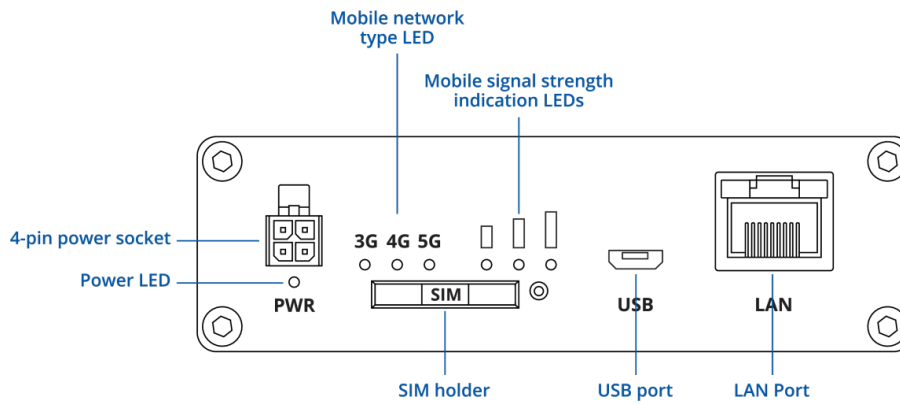 Mobile network
type LED
Mobile signal strength
indication LEDs
4-pin power socket
3G 4G 5G
Power LED
PWR
SIM
USB
LAN
SIM holder
USB port
LAN Port